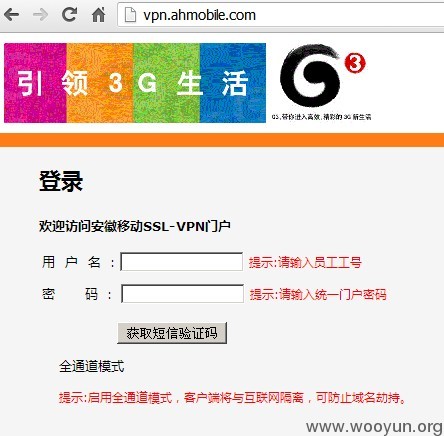 vpn.ahmobile.com
引领3G生活
3
G3,带你进入高效,精彩的3G新生活
登录
欢迎访问安徽移动SSL-VPN门户
用 户 名 : 提示:请输入员工工号
密 码 : 提示:请输入统一门户密码
获取短信验证码
全通道模式
提示:启用全通道模式，客户端将与互联网隔离，可防止域名劫持。
www.wooyun.org